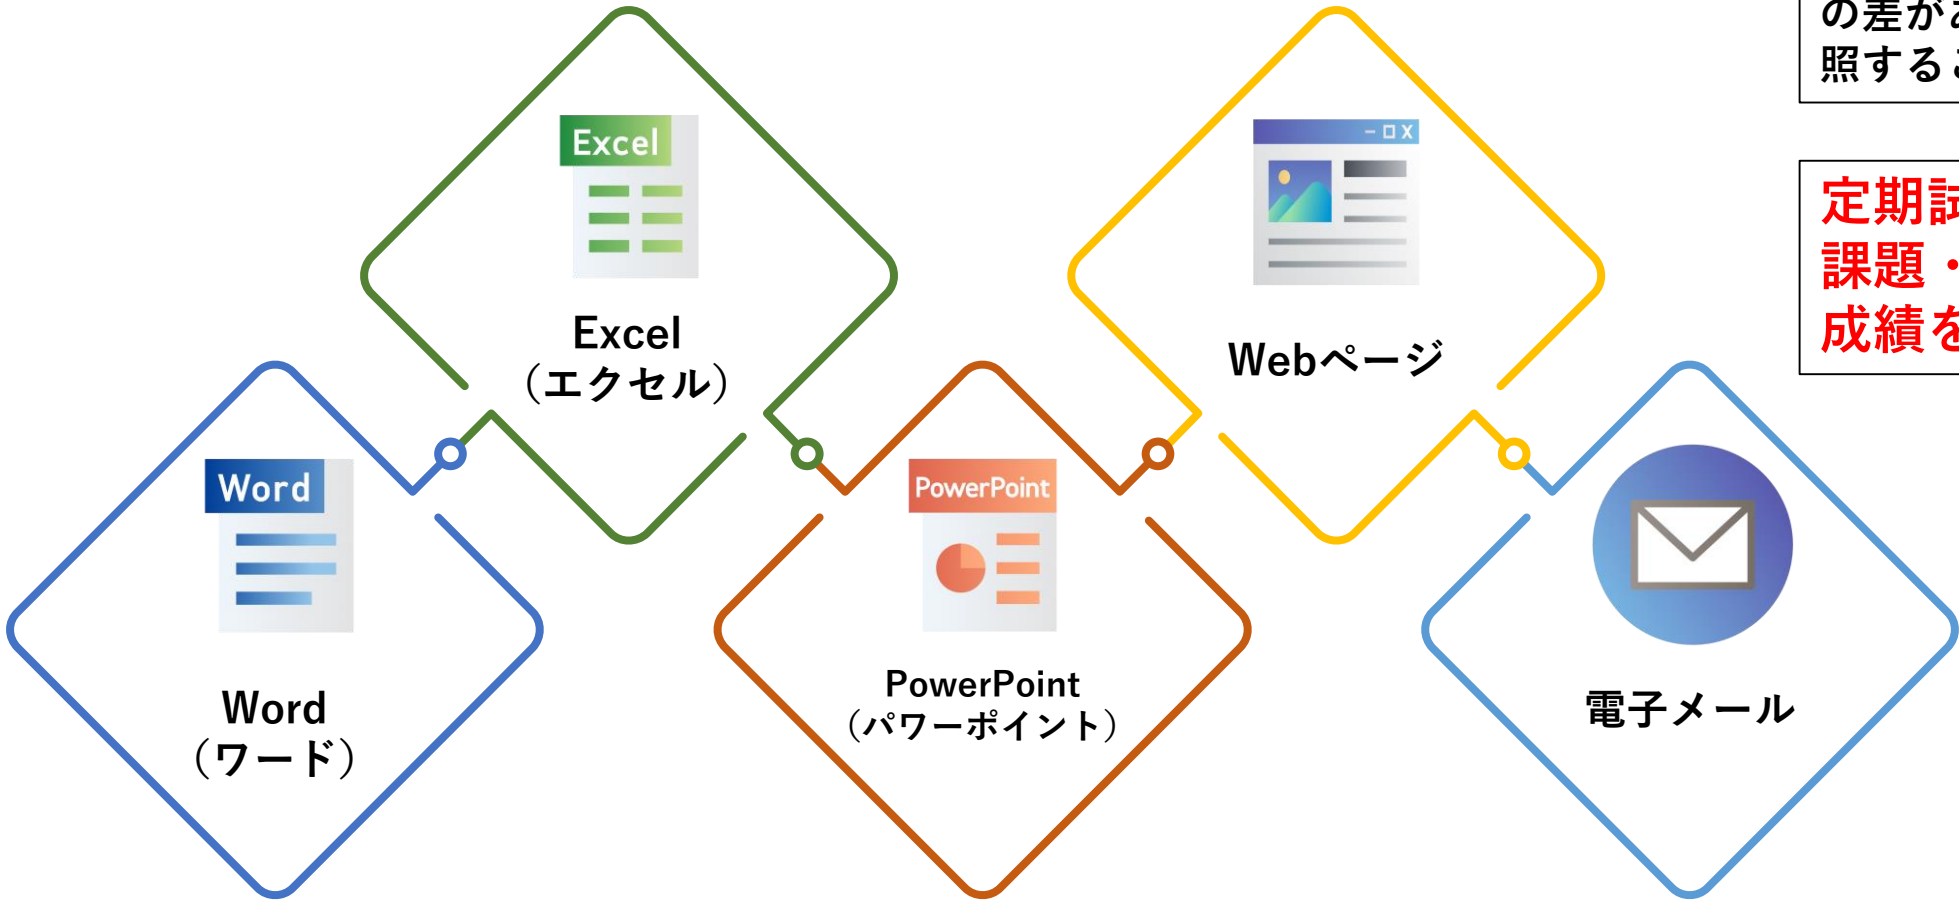 の差が
照する
定期試
課題・
成績を
Excel
Excel
（エクセル）
- □ X
Webページ
Word
Word
（ワード）
PowerPoint
PowerPoint
（パワーポイント）
電子メール